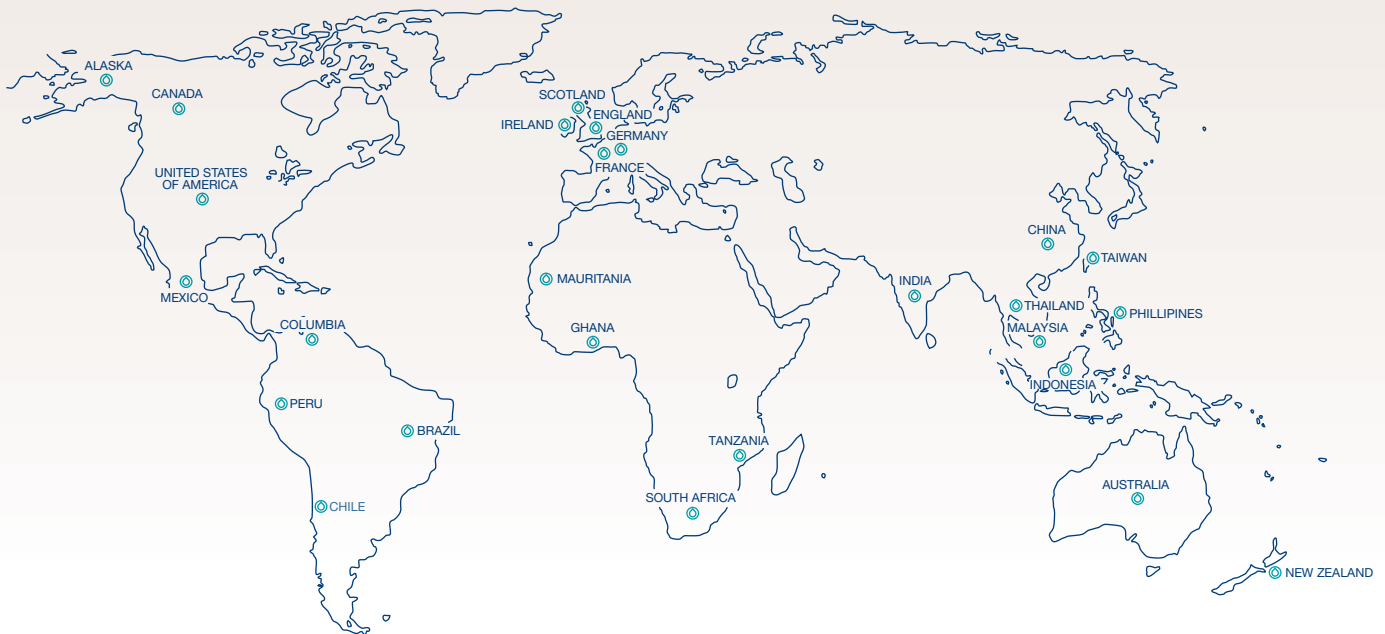 ALASKA
CANADA
UNITED STATES
OF AMERICA
MEXICO
COLUMBIA
PERU
BRAZIL
CHILE
SCOTLAND
IRELAND
ENGLAND
GERMANY
FRANCE
MAURITANIA
GHANA
TANZANIA
SOUTH AFRICA
INDIA
CHINA
TAIWAN
THAILAND
PHILLIPINES
MALAYSIA
INDONESIA
AUSTRALIA
NEW ZEALAND